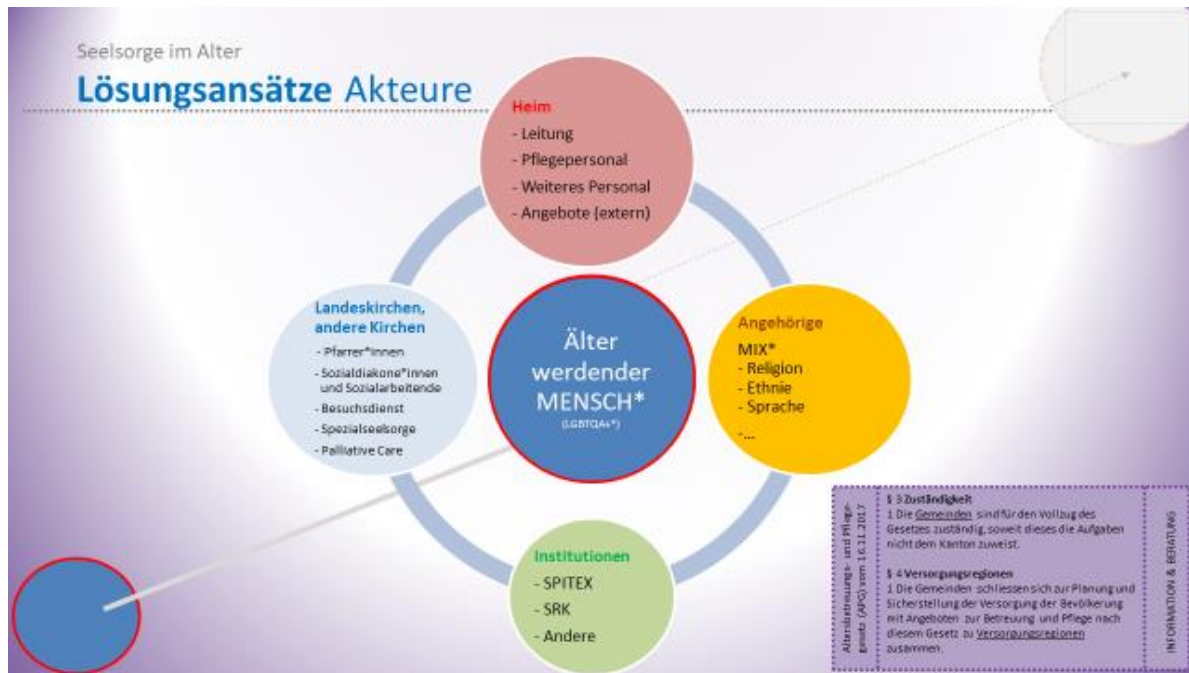 Seelsorge im Alter
Lösungsansätze Akteure
Heim
- Leitung
- Pflegepersonal
- Weiteres Personal
- Angebote (extern)
Landeskirchen,
andere Kirchen
- Pfarrer*innen
- Sozialdiakone*innen
und Sozialarbeitende
- Besuchsdienst
- Spezialseelsorge
- Palliative Care
Älter
werdender
MENSCH*
(LGBTQA+*)
Angehörige
MIX*
- Religion
- Ethnie
- Sprache
-...
Institutionen
- SPITEX
- SRK
- Andere
Altersbetreuungs- und Pflege-
gesetz (APG) vom 16.11.2017
§ 3 Zuständigkeit
1 Die Gemeinden sind für den Vollzug des
Gesetzes zuständig, soweit dieses die Aufgaben
nicht dem Kanton zuweist.
§ 4 Versorgungsregionen
1 Die Gemeinden schliessen sich zur Planung und
Sicherstellung der Versorgung der Bevölkerung
mit Angeboten zur Betreuung und Pflege nach
diesem Gesetz zu Versorgungsregionen
zusammen.
INFORMATION & BERATUNG